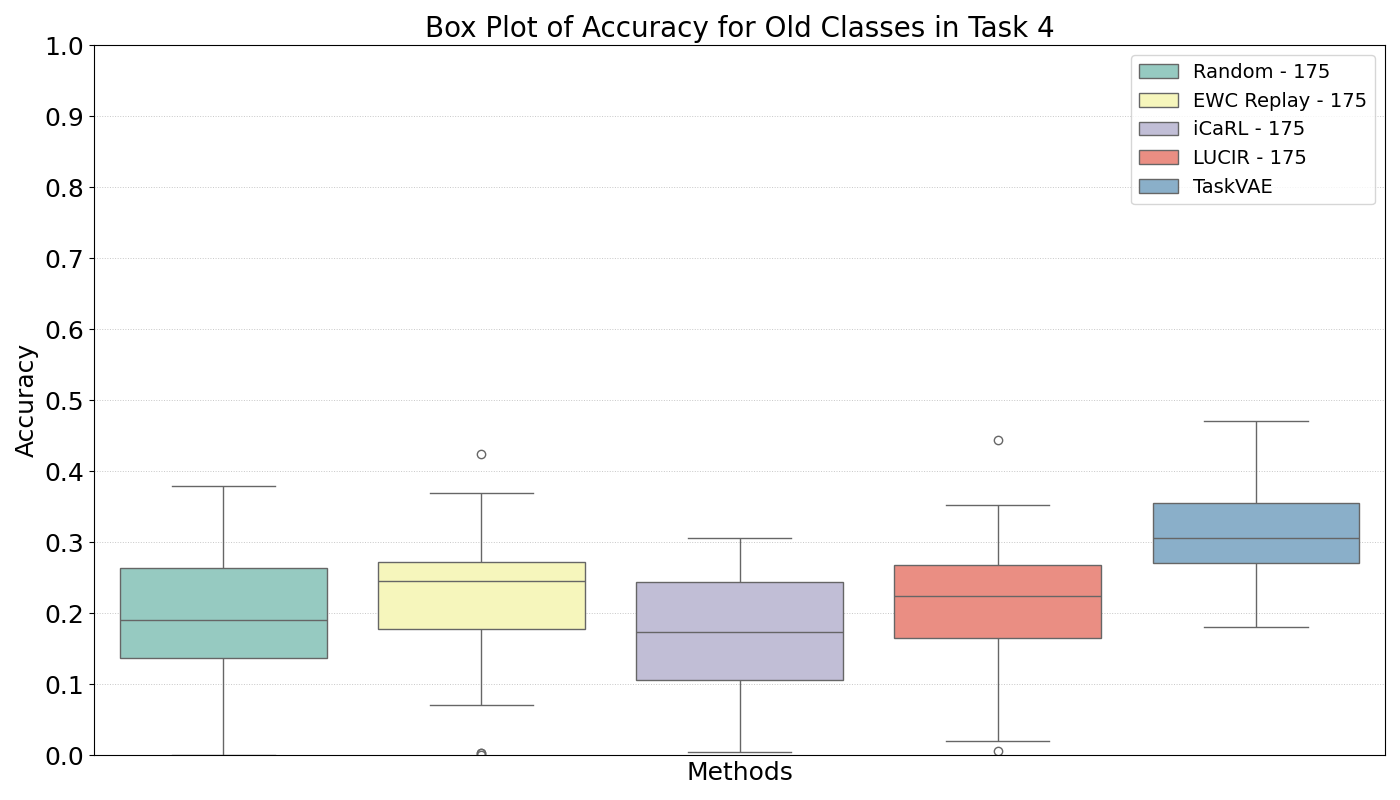 Box Plot of Accuracy for Old Classes in Task 4
1.0
0.9
0.8
0.7
0.6
0.5
0.4
0.3
0.2
0.1
0.0
Accuracy
Methods
Random - 175
EWC Replay - 175
iCaRL - 175
LUCIR - 175
TaskVAE